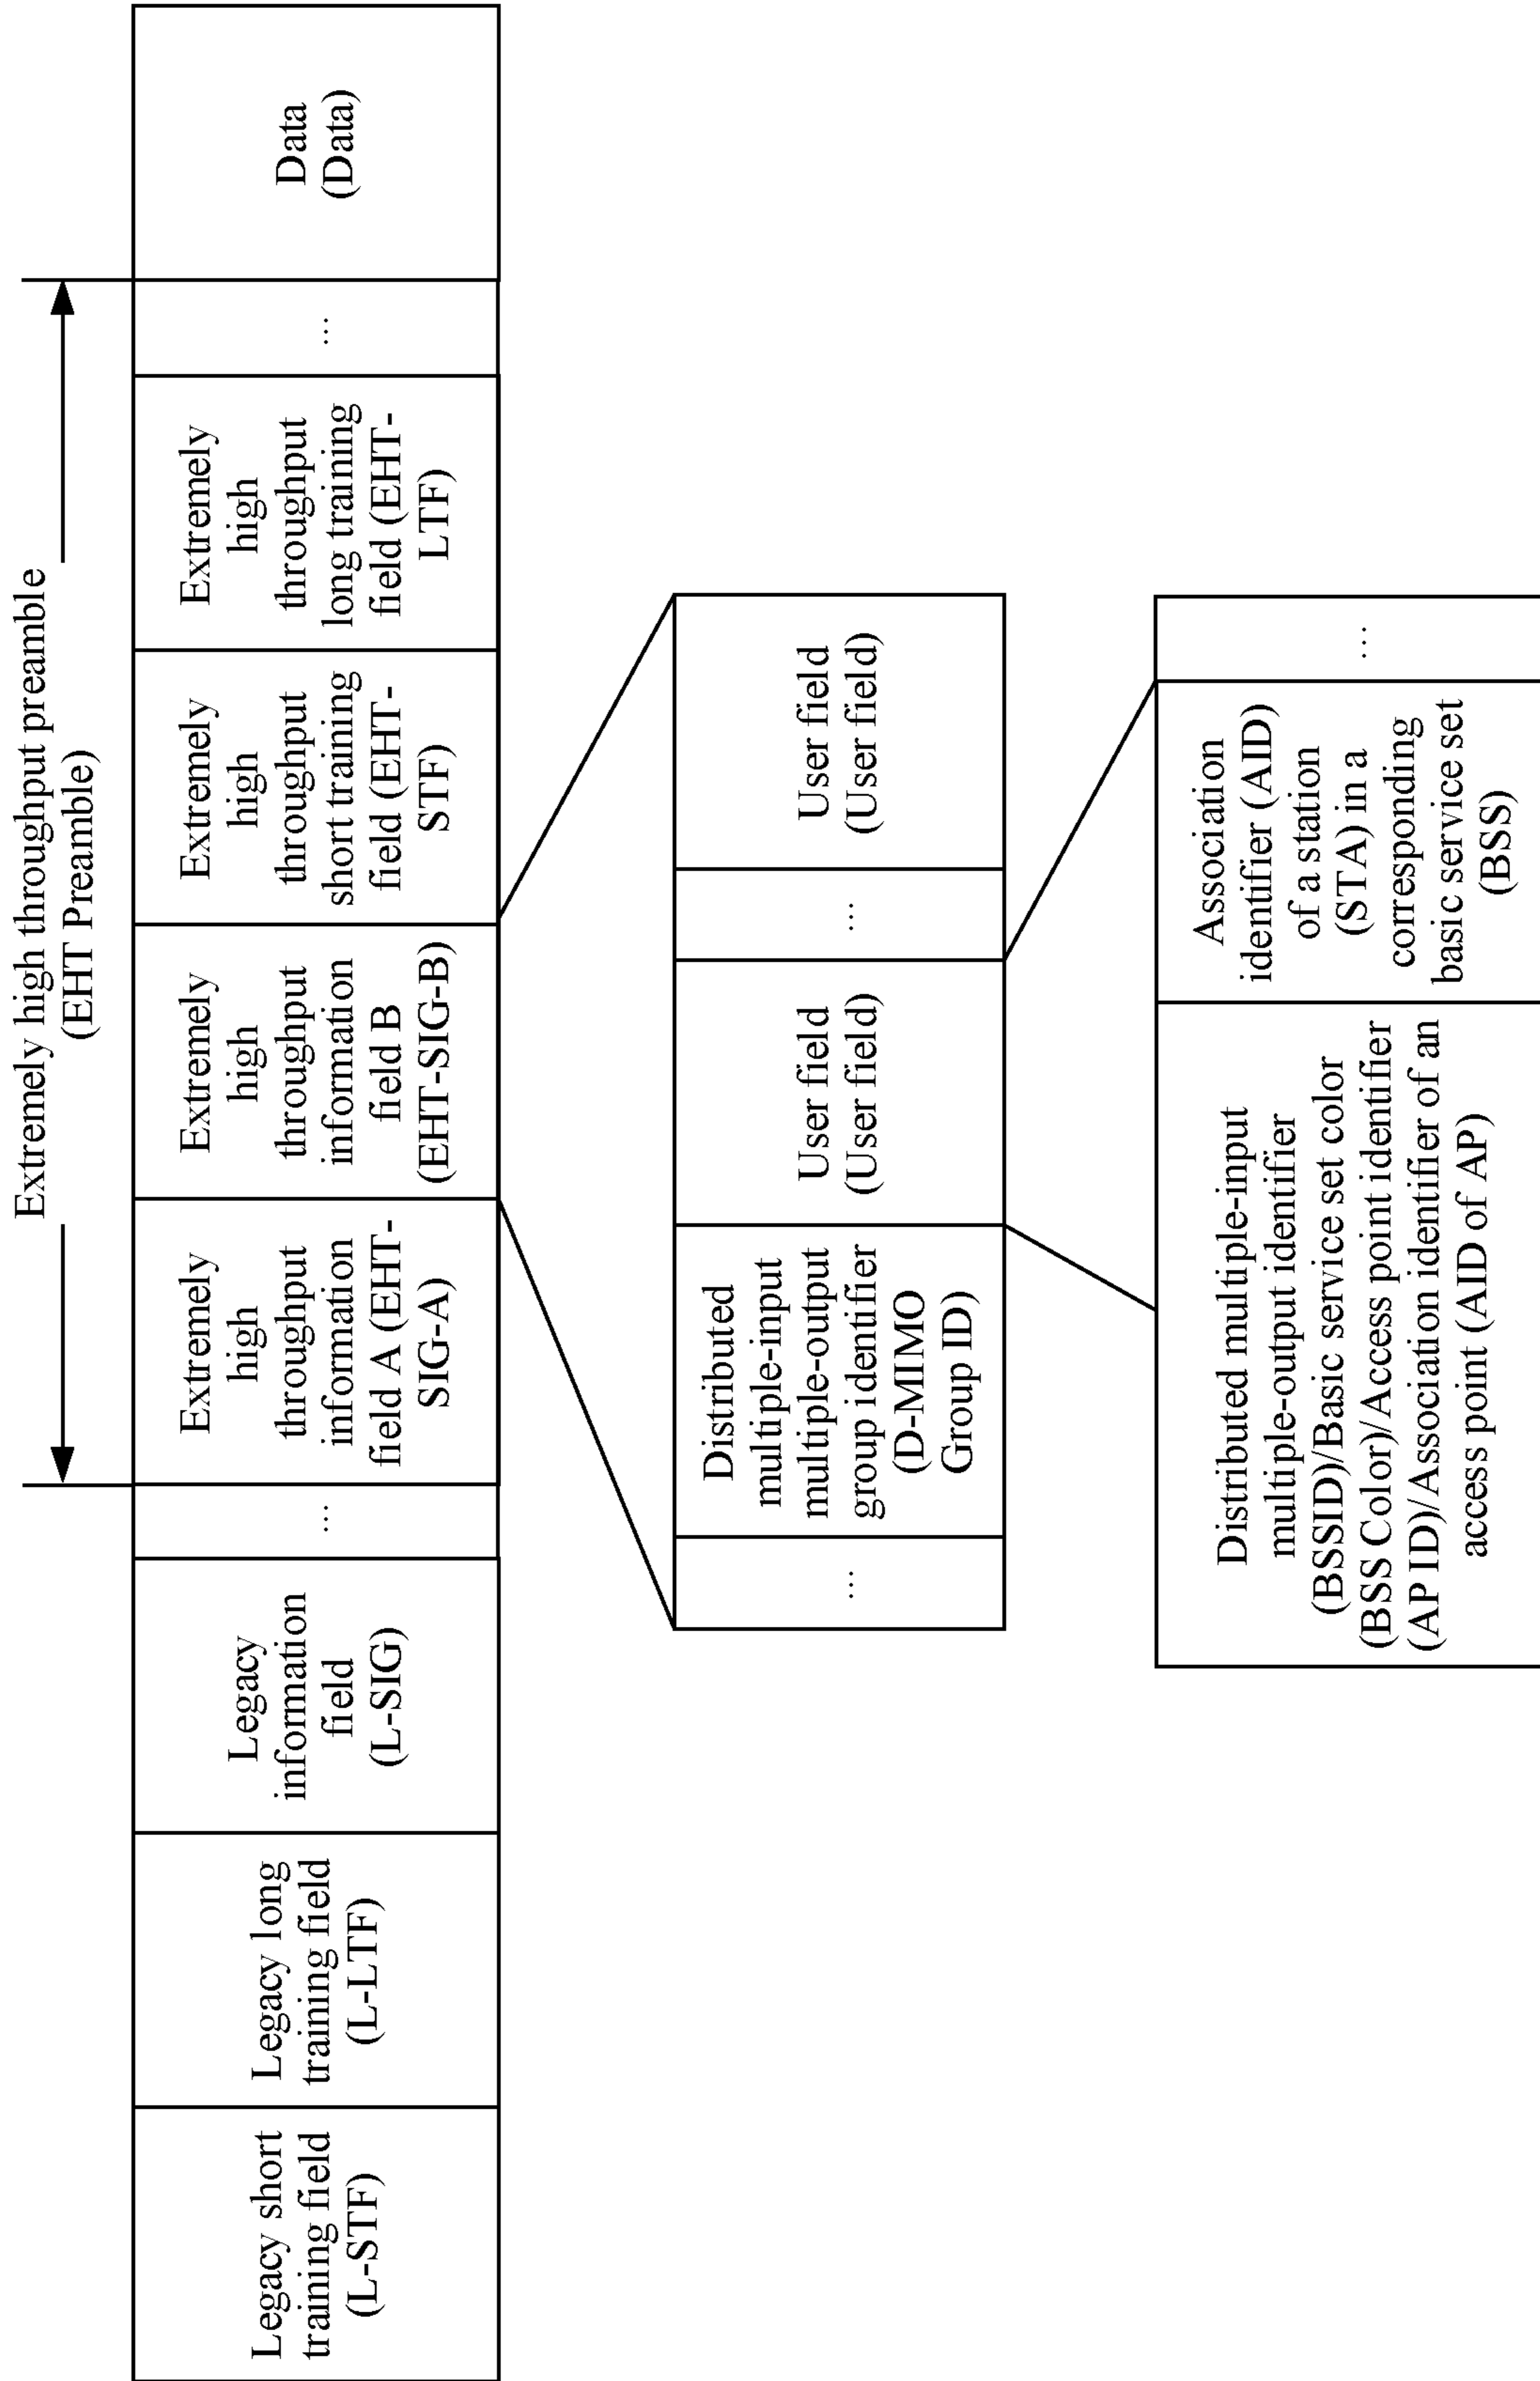 Extremely high throughput preamble
(EHT Preamble)
Legacy short
training field
(L-STF)
Legacy long
training field
(L-LTF)
Legacy
information
field
(L-SIG)
...
Extremely
high
throughput
information
field A (EHT-
SIG-A)
Extremely
high
throughput
information
field B
(EHT-SIG-B)
Extremely
high
throughput
short training
field (EHT-
STF)
Extremely
high
throughput
long training
field (EHT-
LTF)
...
Data
(Data)
...
Distributed
multiple-input
multiple-output
group identifier
(D-MIMO
Group ID)
User field
(User field)
...
User field
(User field)
Distributed multiple-input
multiple-output identifier
(BSSID)/Basic service set color
(BSS Color)/Access point identifier
(AP ID)/Association identifier of an
access point (AID of AP)
Association
identifier (AID)
of a station
(STA) in a
corresponding
basic service set
(BSS)
...